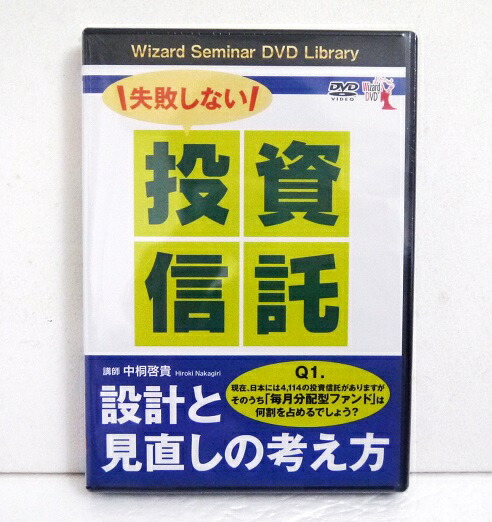 Wizard Seminar DVD Library
失敗しない
DVD
VIDEO
Wizard
DVD
投資
信託
講師 中桐啓貴 Hiroki Nakagiri
Q1.
現在、日本には4,114の投資信託がありますが
そのうち「毎月分配型ファンド」は
何割を占めるでしょう?
設計と
見直しの考え方